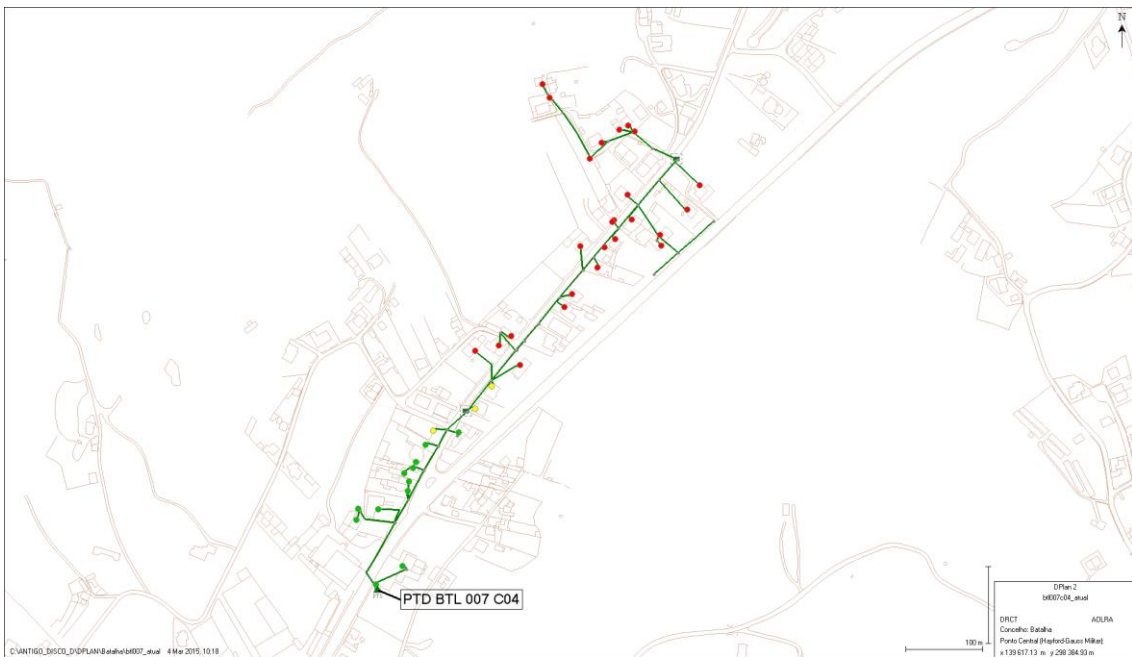 N
PTD BTL 007 C04
100 m
DPlan 2
btl007c04_atual
DRCT AOLRA
Concelho: Batalha
Ponto Central (Hayford-Gauss Militar):
x 139 617.13 m y 298 384.93 m
C:\ANTIGO_DISCO_D\DPLAN\Batalha\btl007_atual 4 Mar 2015, 10:18